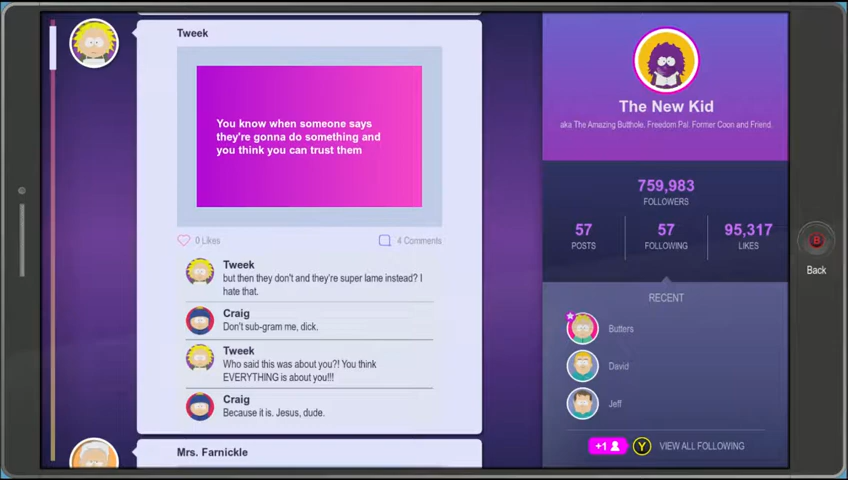 Tweek
You know when someone says
they're gonna do something and
you think you can trust them
0 Likes
4 Comments
Tweek
but then they don't and they're super lame instead? I
hate that.
Craig
Don't sub-gram me, dick.
Tweek
Who said this was about you?! You think
EVERYTHING is about you!!!
Craig
Because it is. Jesus, dude.
Mrs. Farnickle
The New Kid
aka The Amazing Butthole. Freedom Pal. Former Coon and Friend.
759,983
FOLLOWERS
57
POSTS
57
FOLLOWING
95,317
LIKES
RECENT
Butters
David
Jeff
+1
Y
VIEW ALL FOLLOWING
B
Back